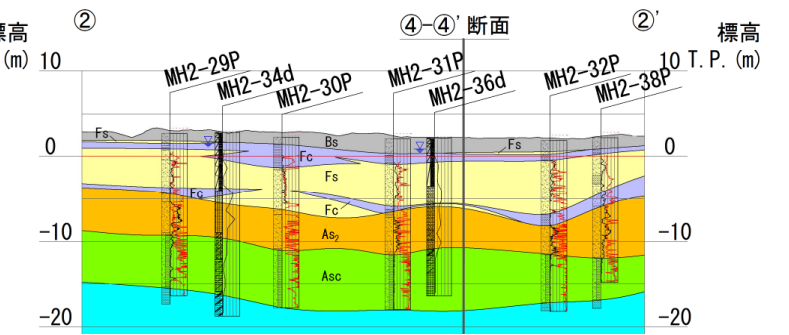 ②
④-④' 断面
②'
標高
(m)
標高
T.P.(m)
10
10
MH2-29P
MH2-34d
MH2-30P
MH2-31P
MH2-36d
MH2-32P
MH2-38P
Fs
Bs
Fs
0
0
Fc
Fs
Fc
Fc
-10
-10
As₂
Asc
-20
-20